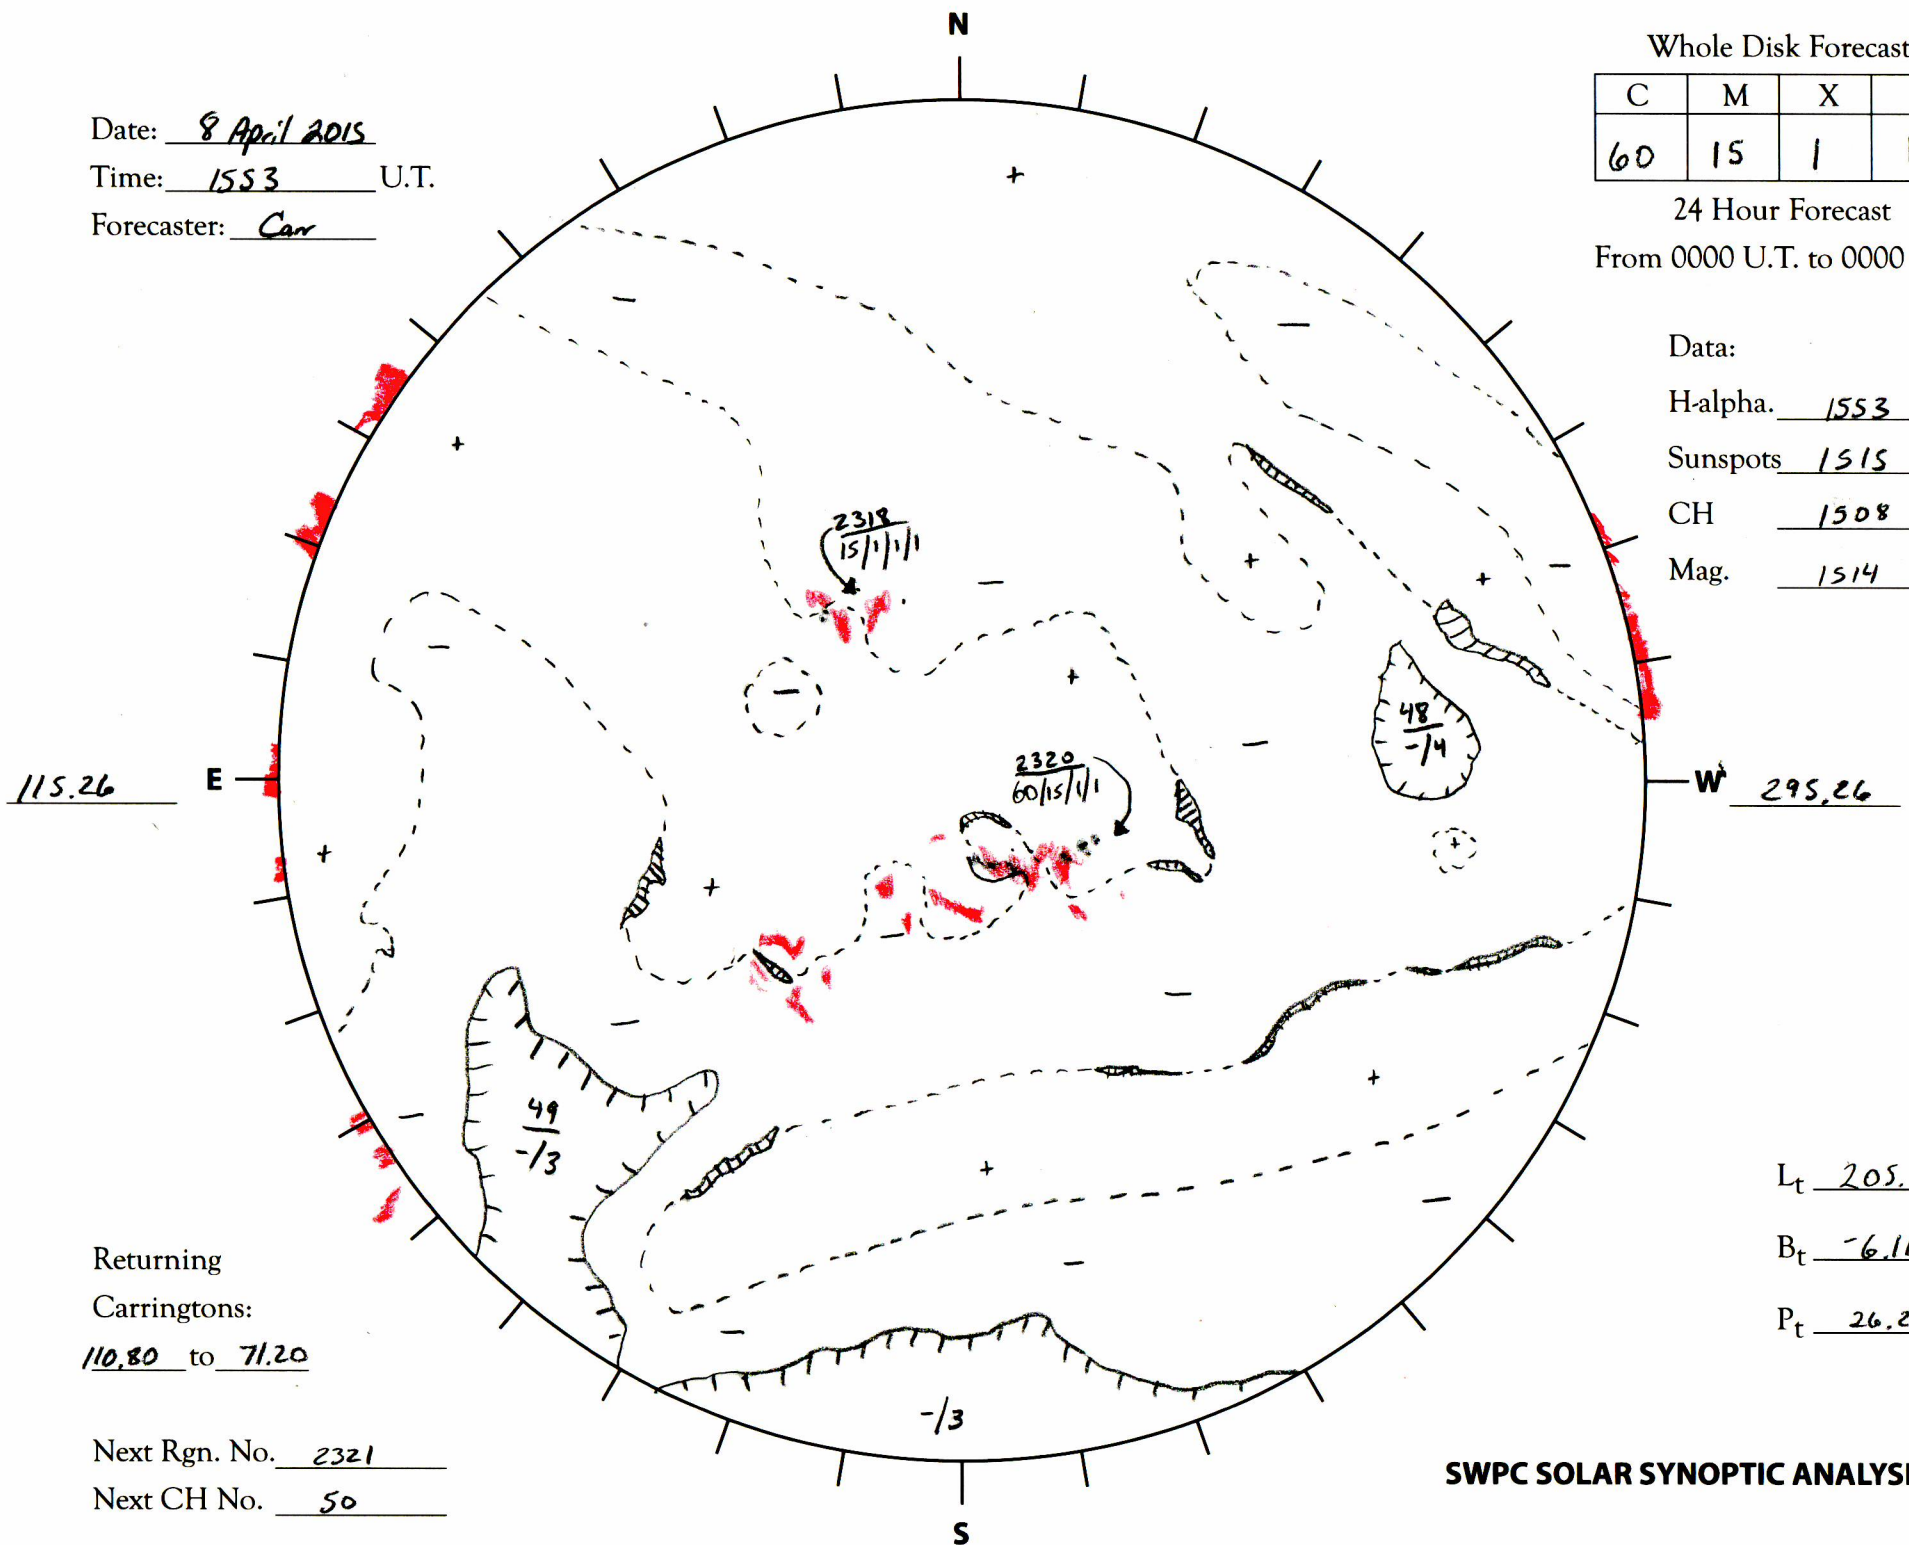 N
Whole Disk Forecast
C M X
60 15 1
24 Hour Forecast
From 0000 U.T. to 0000
Date: 8 April 2015
Time: 1553 U.T.
Forecaster: Carr
Data:
H-alpha. 1553
Sunspots 1515
CH 1508
Mag. 1514
+
−
−
+
2318
15/1/1/1
−
+
+
−
−
−
+
48
-/4
−
2320
60/15/1/1
115.26 E
W 295.26
+
+
+
−
−
−
+
49
-/3
−
+
−
−
−
-/3
Lt 205.
Bt -6.1
Pt 26.2
Returning
Carringtons:
110.80 to 71.20
Next Rgn. No. 2321
Next CH No. 50
SWPC SOLAR SYNOPTIC ANALYSI
S